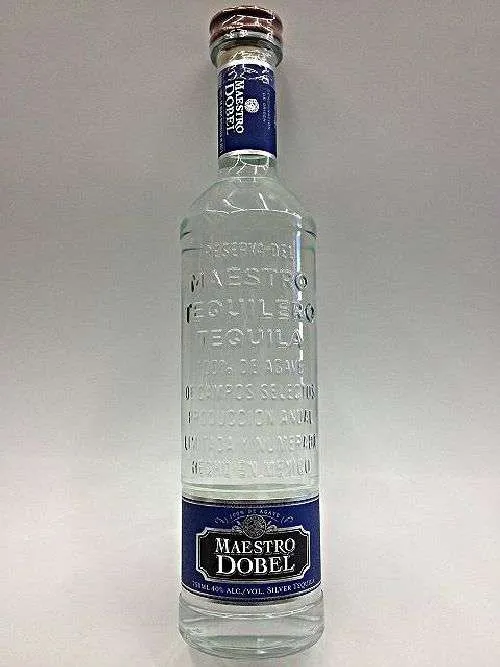 MAESTRO
DOBEL
RESERVA DEL
MAESTRO
TEQUILERO
TEQUILA
100% DE AGAVE
DE CAMPOS SELECTOS
PRODUCCION ANUAL
LIMITADA Y NUMERADA
HECHO EN MEXICO
100% DE AGAVE
MAESTRO
DOBEL
750 ML 40% ALC./VOL. SILVER TEQUILA